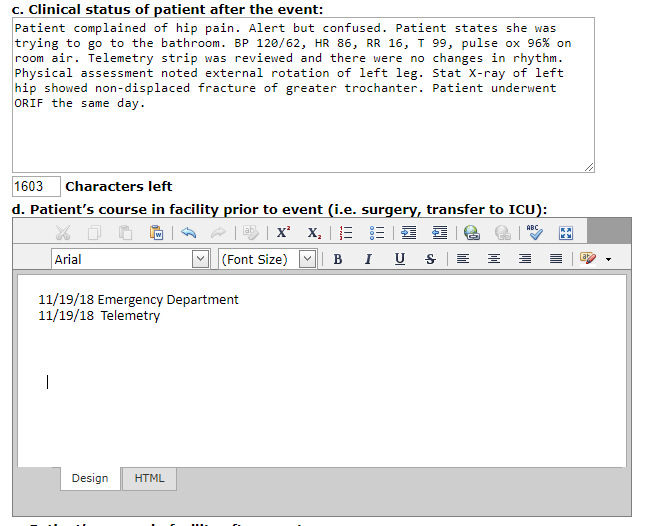 c. Clinical status of patient after the event:
Patient complained of hip pain. Alert but confused. Patient states she was
trying to go to the bathroom. BP 120/62, HR 86, RR 16, T 99, pulse ox 96% on
room air. Telemetry strip was reviewed and there were no changes in rhythm.
Physical assessment noted external rotation of left leg. Stat X-ray of left
hip showed non-displaced fracture of greater trochanter. Patient underwent
ORIF the same day.
1603 Characters left
d. Patient's course in facility prior to event (i.e. surgery, transfer to ICU):
Arial (Font Size) B I U S
11/19/18 Emergency Department
11/19/18 Telemetry
Design HTML